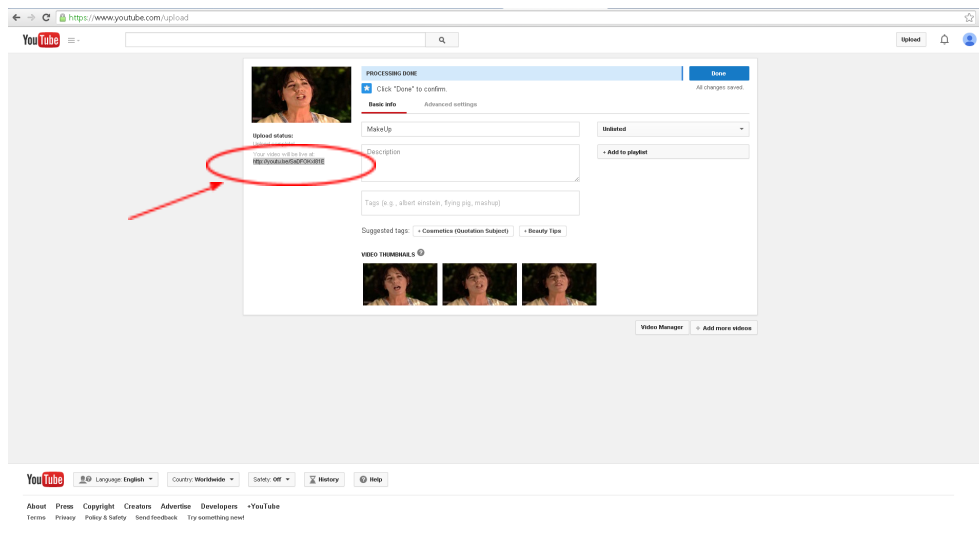 https://www.youtube.com/upload
YouTube
Upload
PROCESSING DONE
Done
Click "Done" to confirm.
All changes saved.
Basic info
Advanced settings
Upload status:
Your video will be live at:
MakeUp
Unlisted
Description
+ Add to playlist
Tags (e.g., albert einstein, flying pig, mashup)
Suggested tags:
+ Cosmetics (Quotation Subject)
+ Beauty Tips
VIDEO THUMBNAILS ?
Video Manager
+ Add more videos
YouTube
Language: English
Country: Worldwide
Safety: Off
History
Help
About Press Copyright Creators Advertise Developers +YouTube
Terms Privacy Policy & Safety Send feedback Try something new!